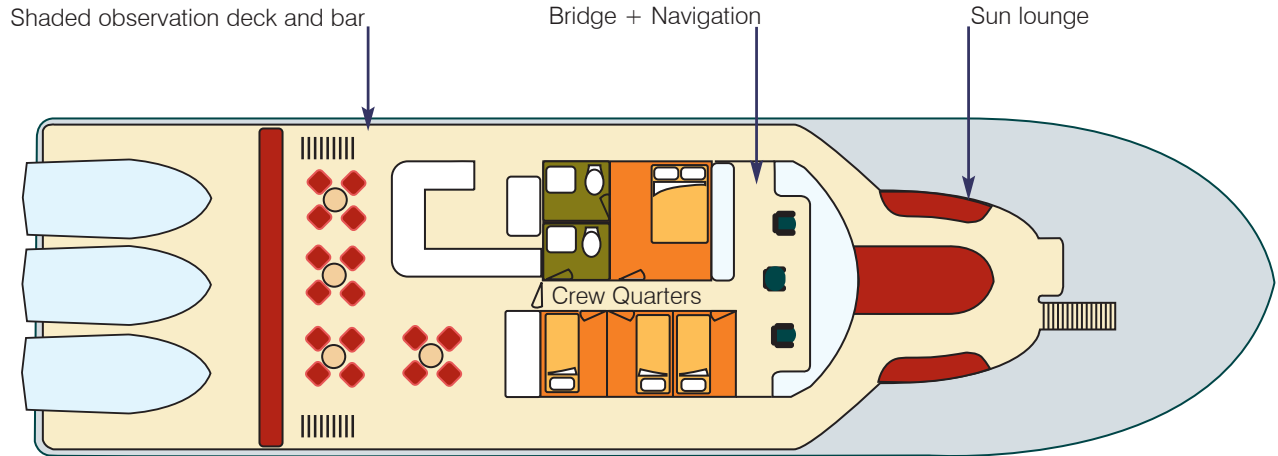 Shaded observation deck and bar
Bridge + Navigation
Sun lounge
Crew Quarters